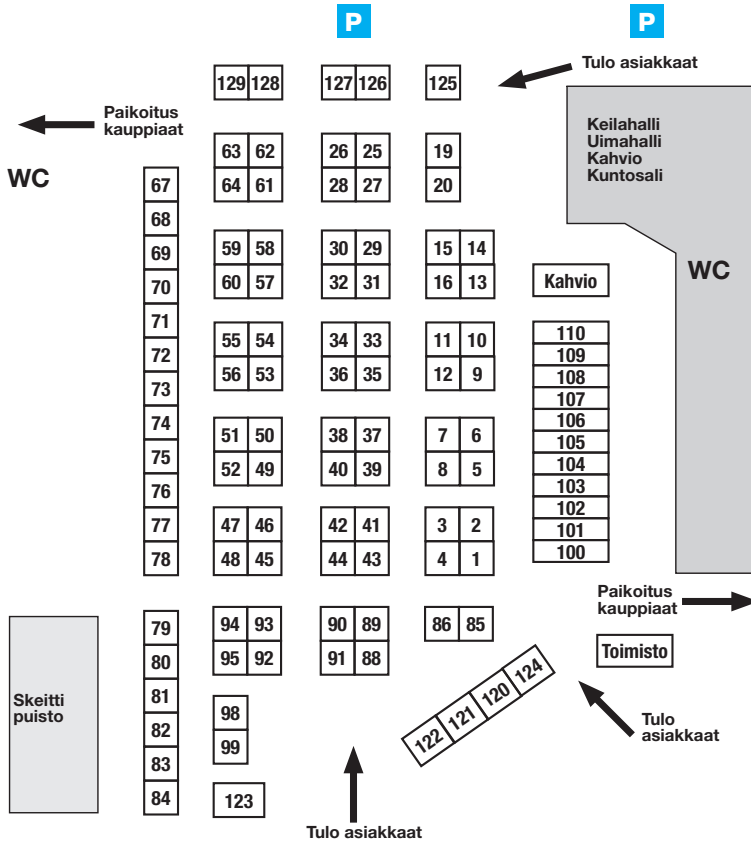 P P
Tulo asiakkaat
129 128 127 126 125
Paikoitus
kauppiaat
Keilahalli
Uimahalli
Kahvio
Kuntosali
63 62 26 25 19
WC
67 64 61 28 27 20
68
69 59 58 30 29 15 14
WC
70 60 57 32 31 16 13 Kahvio
71
72 55 54 34 33 11 10
73 56 53 36 35 12 9
74
75 51 50 38 37 7 6
76 52 49 40 39 8 5
77 47 46 42 41 3 2
78 48 45 44 43 4 1
110
109
108
107
106
105
104
103
102
101
100
Paikoitus
kauppiaat
79 94 93 90 89 86 85
80 95 92 91 88
Toimisto
81
82
83
84
Skeitti
puisto
98
99
123
122 121 120 124
Tulo
asiakkaat
Tulo asiakkaat